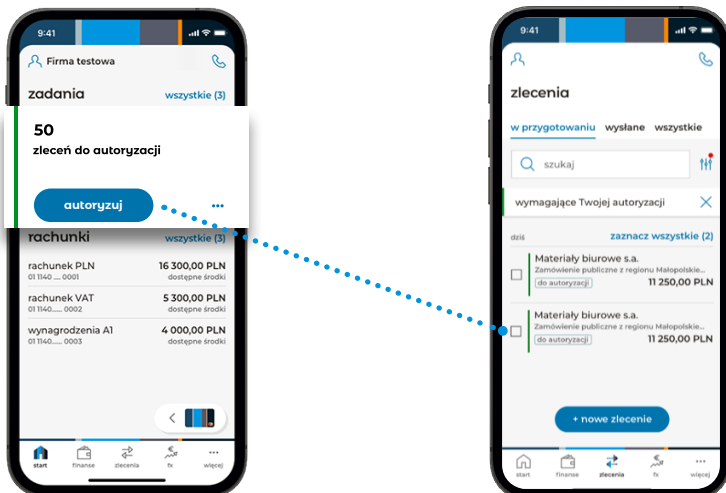 9:41
Firma testowa
zadania
wszystkie (3)
50
zleceń do autoryzacji
autoryzuj
...
rachunki
wszystkie (3)
rachunek PLN
16 300,00 PLN
01 1140 .... 0001
dostępne środki
rachunek VAT
5 300,00 PLN
01 1140..... 0002
dostępne środki
wynagrodzenia A1
4 000,00 PLN
01 1140..... 0003
dostępne środki
start
finanse
zlecenia
fx
więcej
9:41
zlecenia
w przygotowaniu wysłane wszystkie
szukaj
wymagające Twojej autoryzacji
dziś
zaznacz wszystkie (2)
Materiały biurowe s.a.
Zamówienie publiczne z regionu Małopolskie...
do autoryzacji
11 250,00 PLN
Materiały biurowe s.a.
Zamówienie publiczne z regionu Małopolskie...
do autoryzacji
11 250,00 PLN
+ nowe zlecenie
start
finanse
zlecenia
fx
więcej